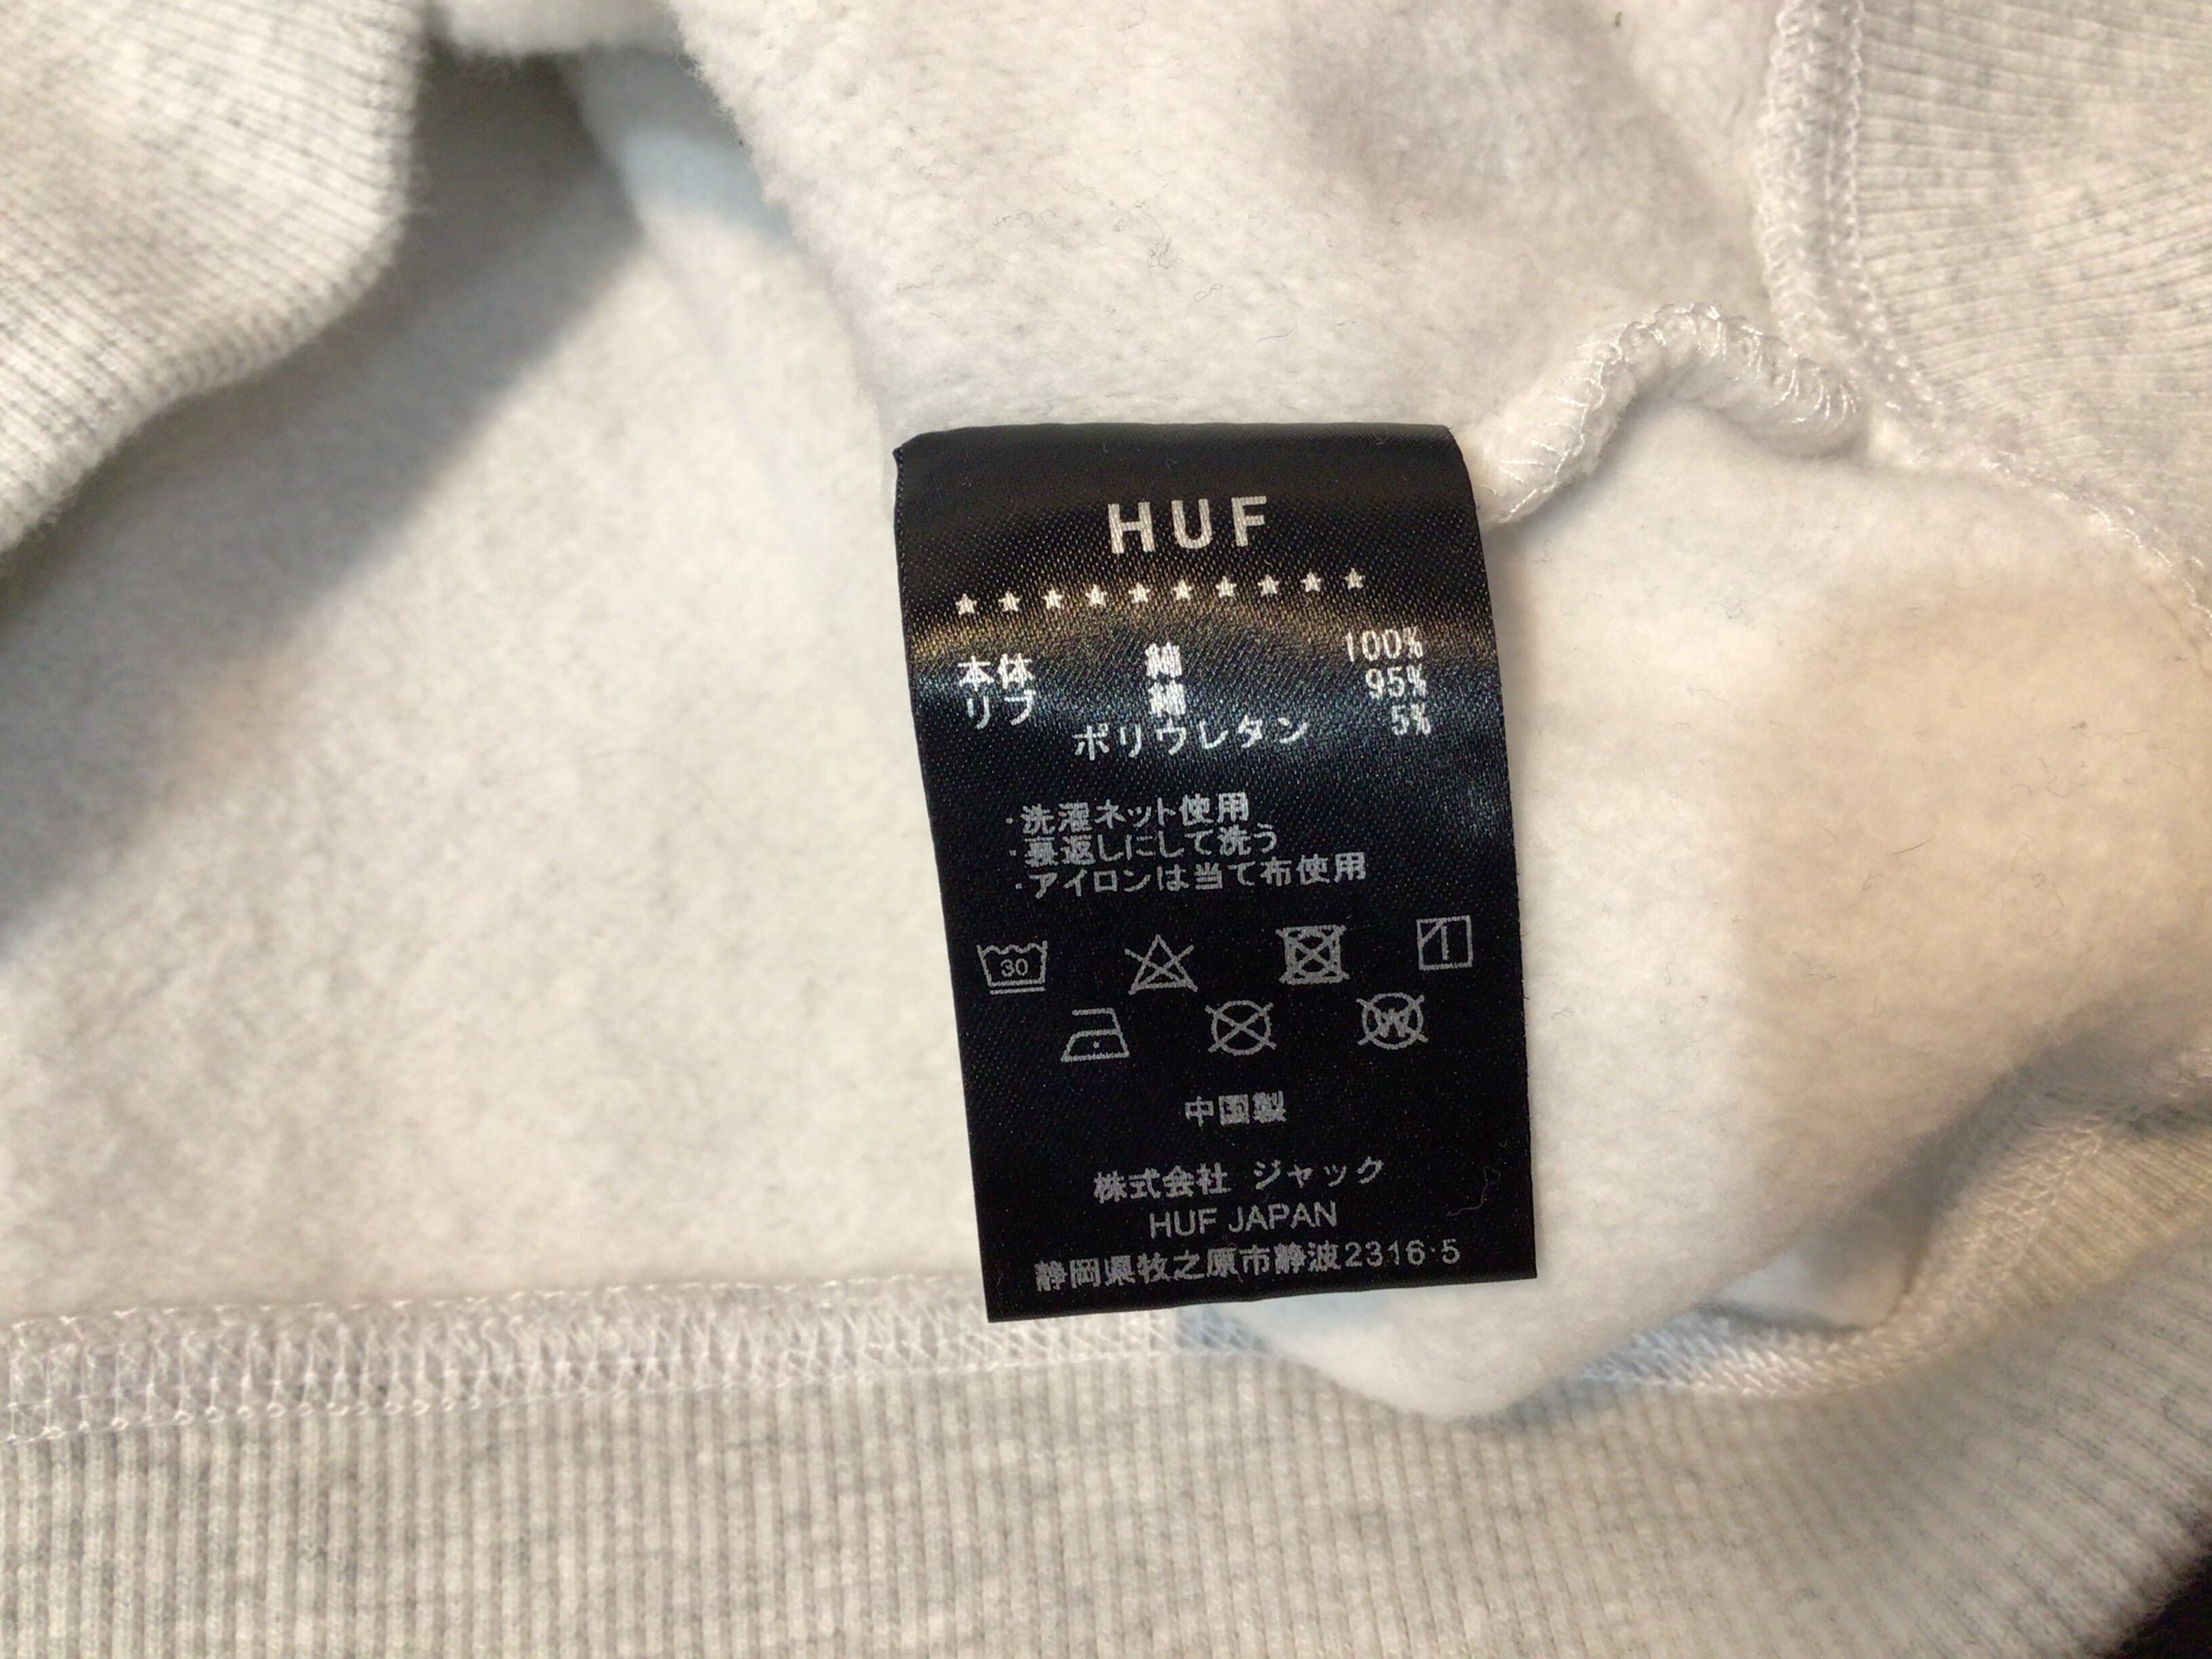 HUF
★★★★★★★★★★
本体 綿 100%
リブ 綿 95%
ポリウレタン 5%
・洗濯ネット使用
・裏返しにして洗う
・アイロンは当て布使用
30
W
中国製
株式会社 ジャック
HUF JAPAN
静岡県牧之原市静波2316-5